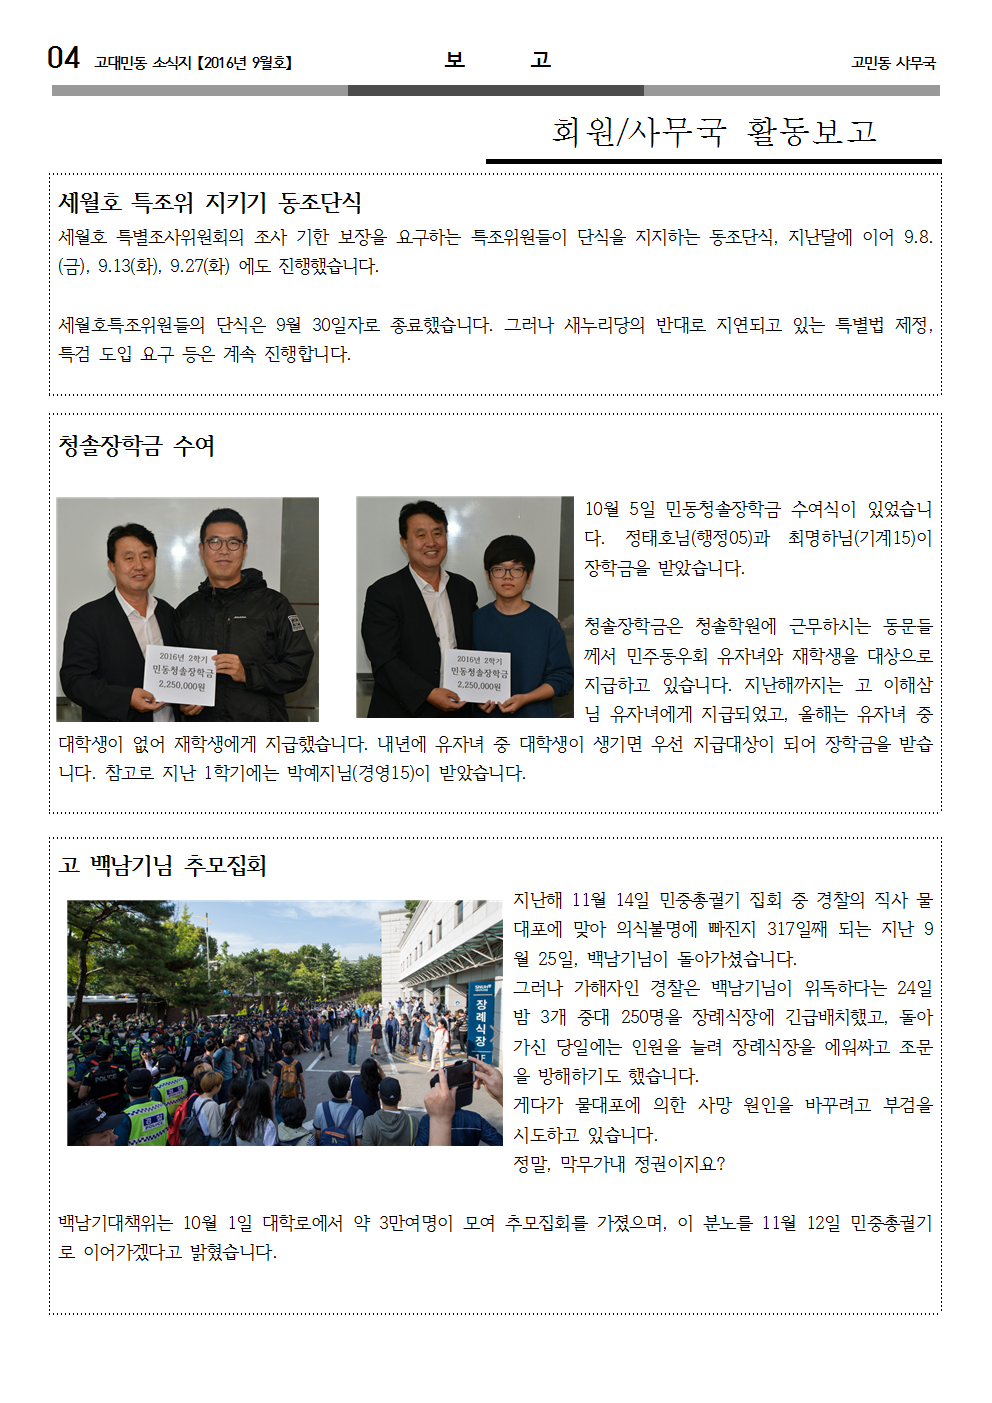 04 고대민동 소식지 【2016년 9월호】 보 고 고민동 사무국
회원/사무국 활동보고
세월호 특조위 지키기 동조단식
세월호 특별조사위원회의 조사 기한 보장을 요구하는 특조위원들이 단식을 지지하는 동조단식, 지난달에 이어 9.8.
(금), 9.13(화), 9.27(화) 에도 진행했습니다.
세월호특조위원들의 단식은 9월 30일자로 종료했습니다. 그러나 새누리당의 반대로 지연되고 있는 특별법 제정,
특검 도입 요구 등은 계속 진행합니다.
청솔장학금 수여
2016년 2학기
민동청솔장학금
2,250,000원
2016년 2학기
민동청솔장학금
2,250,000원
10월 5일 민동청솔장학금 수여식이 있었습니
다. 정태호님(행정05)과 최명하님(기계15)이
장학금을 받았습니다.
청솔장학금은 청솔학원에 근무하시는 동문들
께서 민주동우회 유자녀와 재학생을 대상으로
지급하고 있습니다. 지난해까지는 고 이해삼
님 유자녀에게 지급되었고, 올해는 유자녀 중
대학생이 없어 재학생에게 지급했습니다. 내년에 유자녀 중 대학생이 생기면 우선 지급대상이 되어 장학금을 받습
니다. 참고로 지난 1학기에는 박예지님(경영15)이 받았습니다.
고 백남기님 추모집회
장례식장
1F
POLICE
지난해 11월 14일 민중총궐기 집회 중 경찰의 직사 물
대포에 맞아 의식불명에 빠진지 317일째 되는 지난 9
월 25일, 백남기님이 돌아가셨습니다.
그러나 가해자인 경찰은 백남기님이 위독하다는 24일
밤 3개 중대 250명을 장례식장에 긴급배치했고, 돌아
가신 당일에는 인원을 늘려 장례식장을 에워싸고 조문
을 방해하기도 했습니다.
게다가 물대포에 의한 사망 원인을 바꾸려고 부검을
시도하고 있습니다.
정말, 막무가내 정권이지요?
백남기대책위는 10월 1일 대학로에서 약 3만여명이 모여 추모집회를 가졌으며, 이 분노를 11월 12일 민중총궐기
로 이어가겠다고 밝혔습니다.